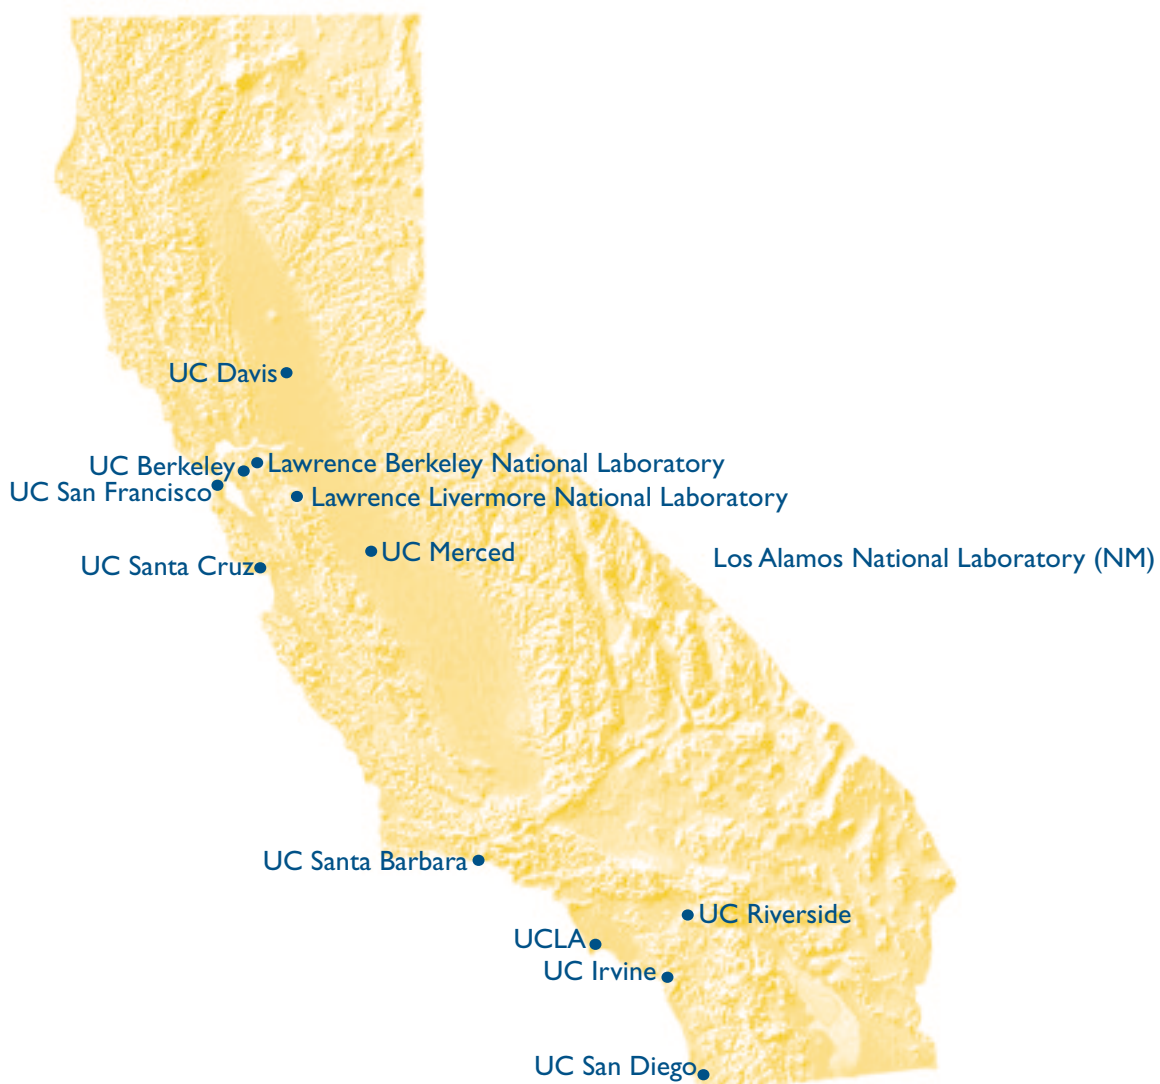 UC Davis
UC Berkeley
Lawrence Berkeley National Laboratory
UC San Francisco
Lawrence Livermore National Laboratory
UC Merced
Los Alamos National Laboratory (NM)
UC Santa Cruz
UC Santa Barbara
UC Riverside
UCLA
UC Irvine
UC San Diego